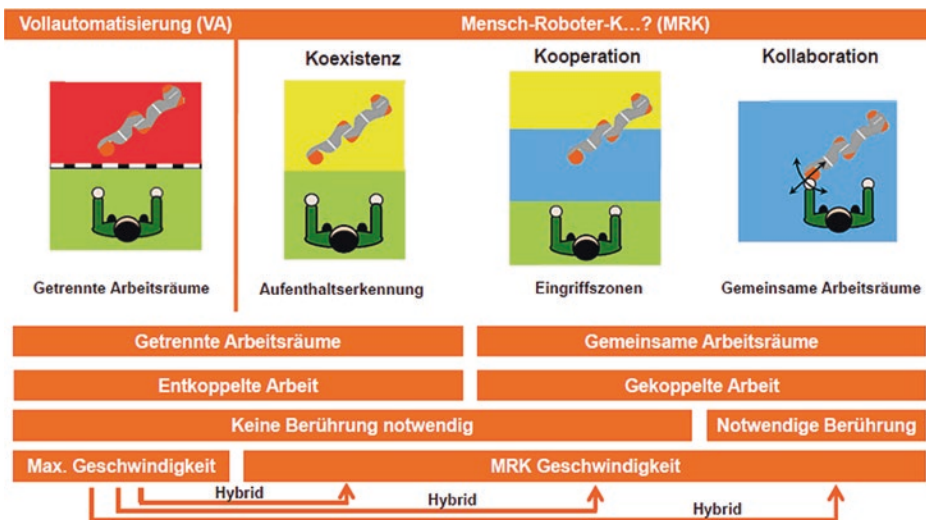 Vollautomatisierung (VA)
Mensch-Roboter-K…? (MRK)
Koexistenz
Kooperation
Kollaboration
Getrennte Arbeitsräume
Aufenthaltserkennung
Eingriffszonen
Gemeinsame Arbeitsräume
Getrennte Arbeitsräume
Gemeinsame Arbeitsräume
Entkoppelte Arbeit
Gekoppelte Arbeit
Keine Berührung notwendig
Notwendige Berührung
Max. Geschwindigkeit
MRK Geschwindigkeit
Hybrid
Hybrid
Hybrid